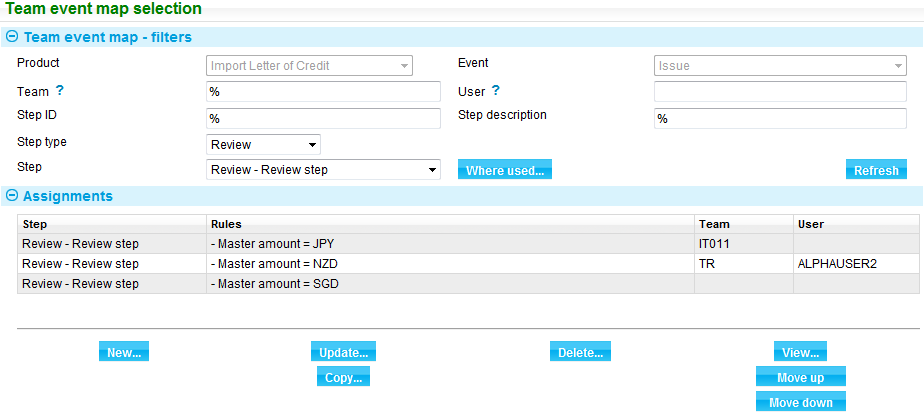 Team event map selection
Team event map - filters
Product Import Letter of Credit Event Issue
Team ? % User ?
Step ID % Step description %
Step type Review
Step Review - Review step Where used... Refresh
Assignments
Step Rules Team User
Review - Review step - Master amount = JPY IT011
Review - Review step - Master amount = NZD TR ALPHAUSER2
Review - Review step - Master amount = SGD
New... Update... Delete... View...
Copy... Move up
Move down